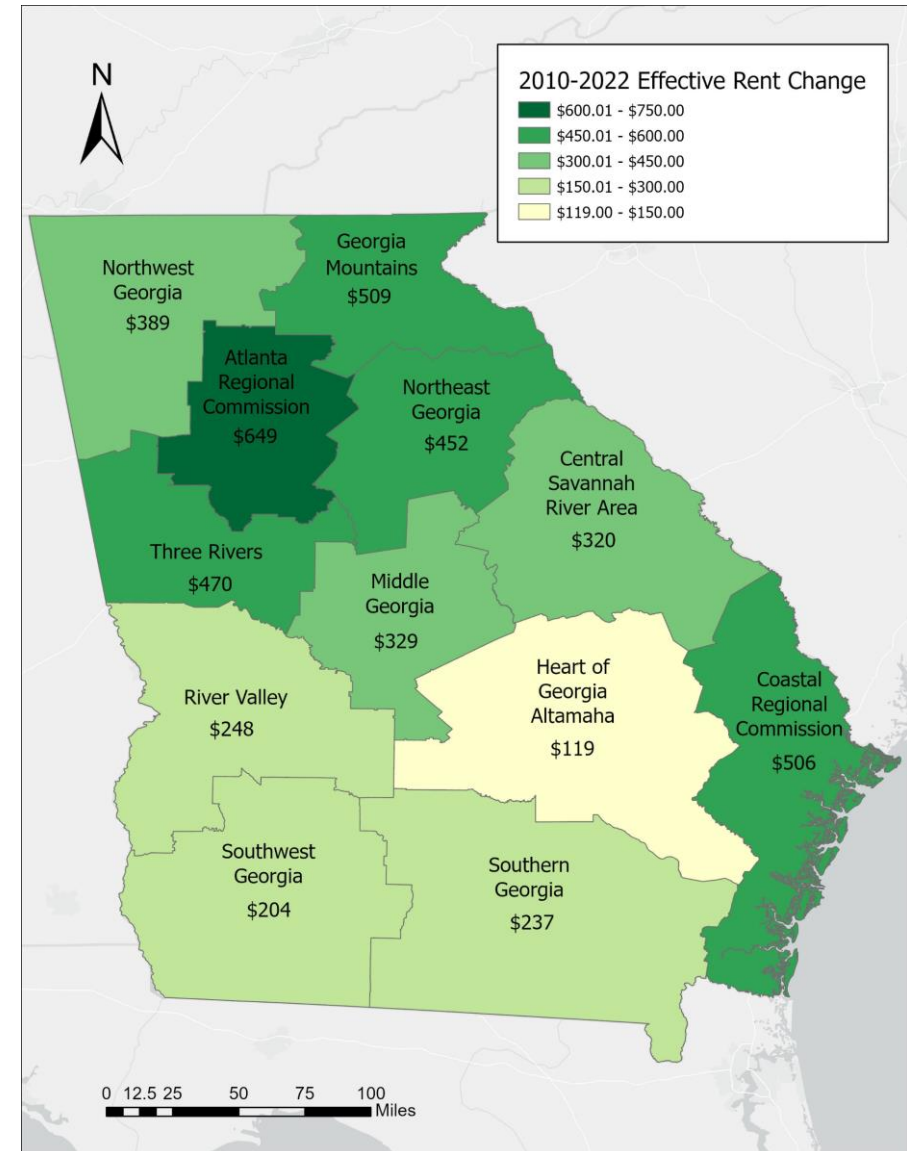 N
2010-2022 Effective Rent Change
$600.01 - $750.00
$450.01 - $600.00
$300.01 - $450.00
$150.01 - $300.00
$119.00 - $150.00
Northwest
Georgia
$389
Georgia
Mountains
$509
Atlanta
Regional
Commission
$649
Northeast
Georgia
$452
Central
Savannah
River Area
$320
Three Rivers
$470
Middle
Georgia
$329
River Valley
$248
Heart of
Georgia
Altamaha
$119
Coastal
Regional
Commission
$506
Southwest
Georgia
$204
Southern
Georgia
$237
0 12.5 25 50 75 100
Miles